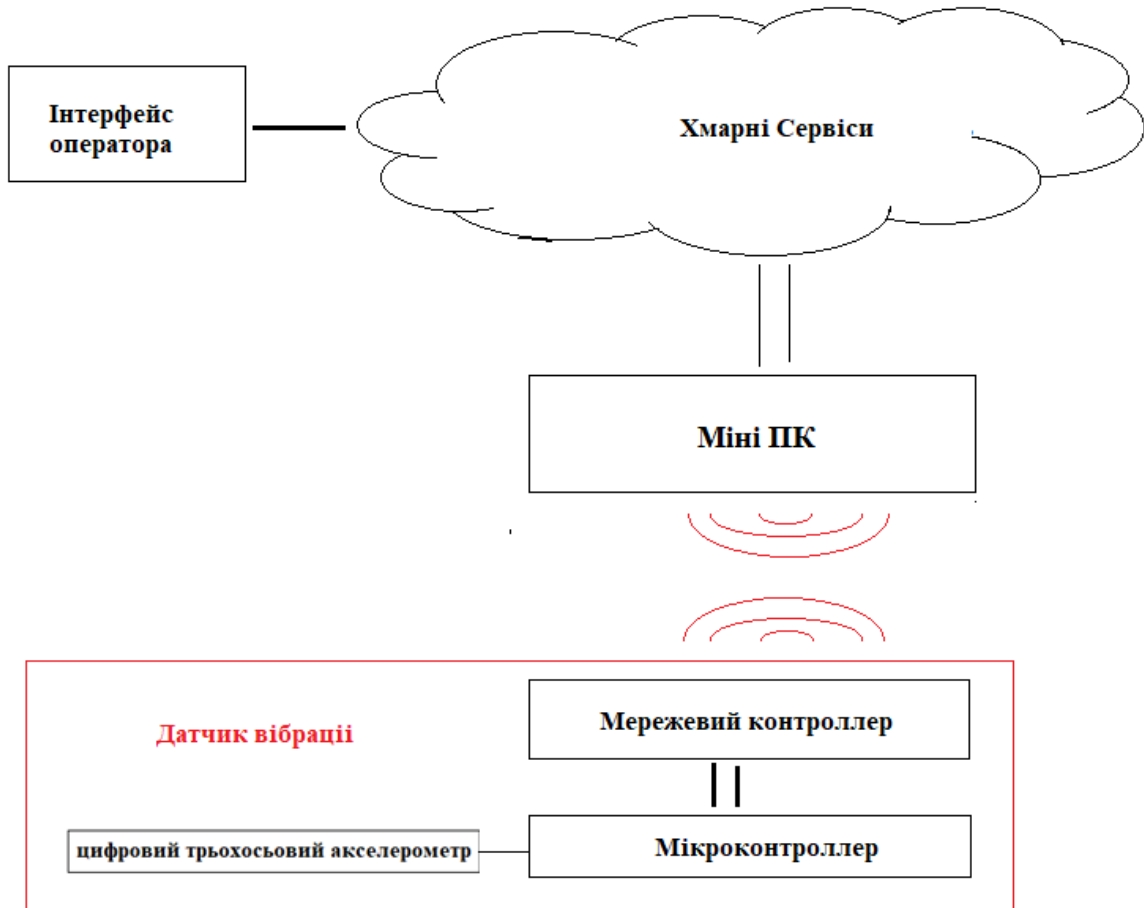 Інтерфейс
оператора
Хмарні Сервіси
Міні ПК
Мережевий контроллер
Датчик вібраціі
цифровий трьохосьовий акселерометр
Мікроконтроллер